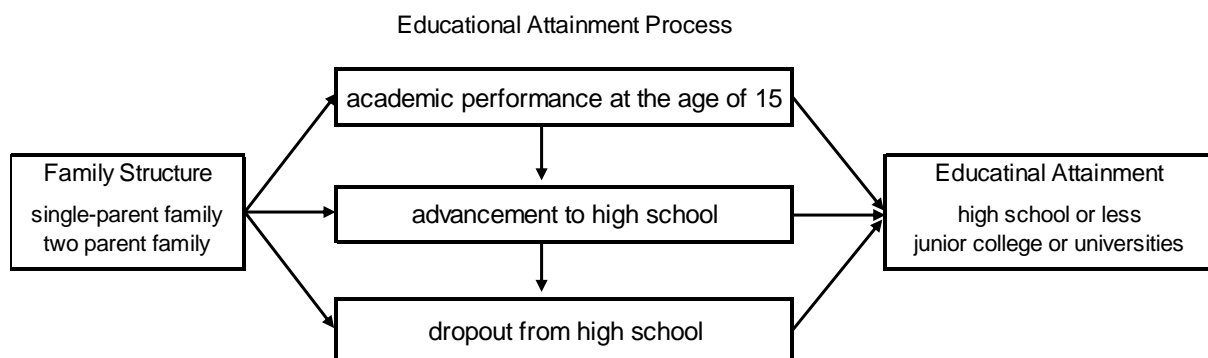 Educational Attainment Process
academic performance at the age of 15
Family Structure
single-parent family
two parent family
advancement to high school
Educatinal Attainment
high school or less
junior college or universities
dropout from high school